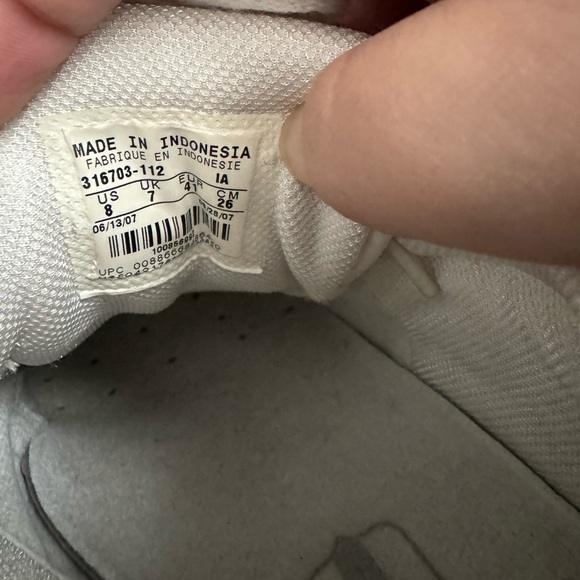 MADE IN INDONESIA
FABRIQUE EN INDONESIE
316703-112 IA
US UK EUR CM
8 7 41 26
06/13/07 /28/07
UPC